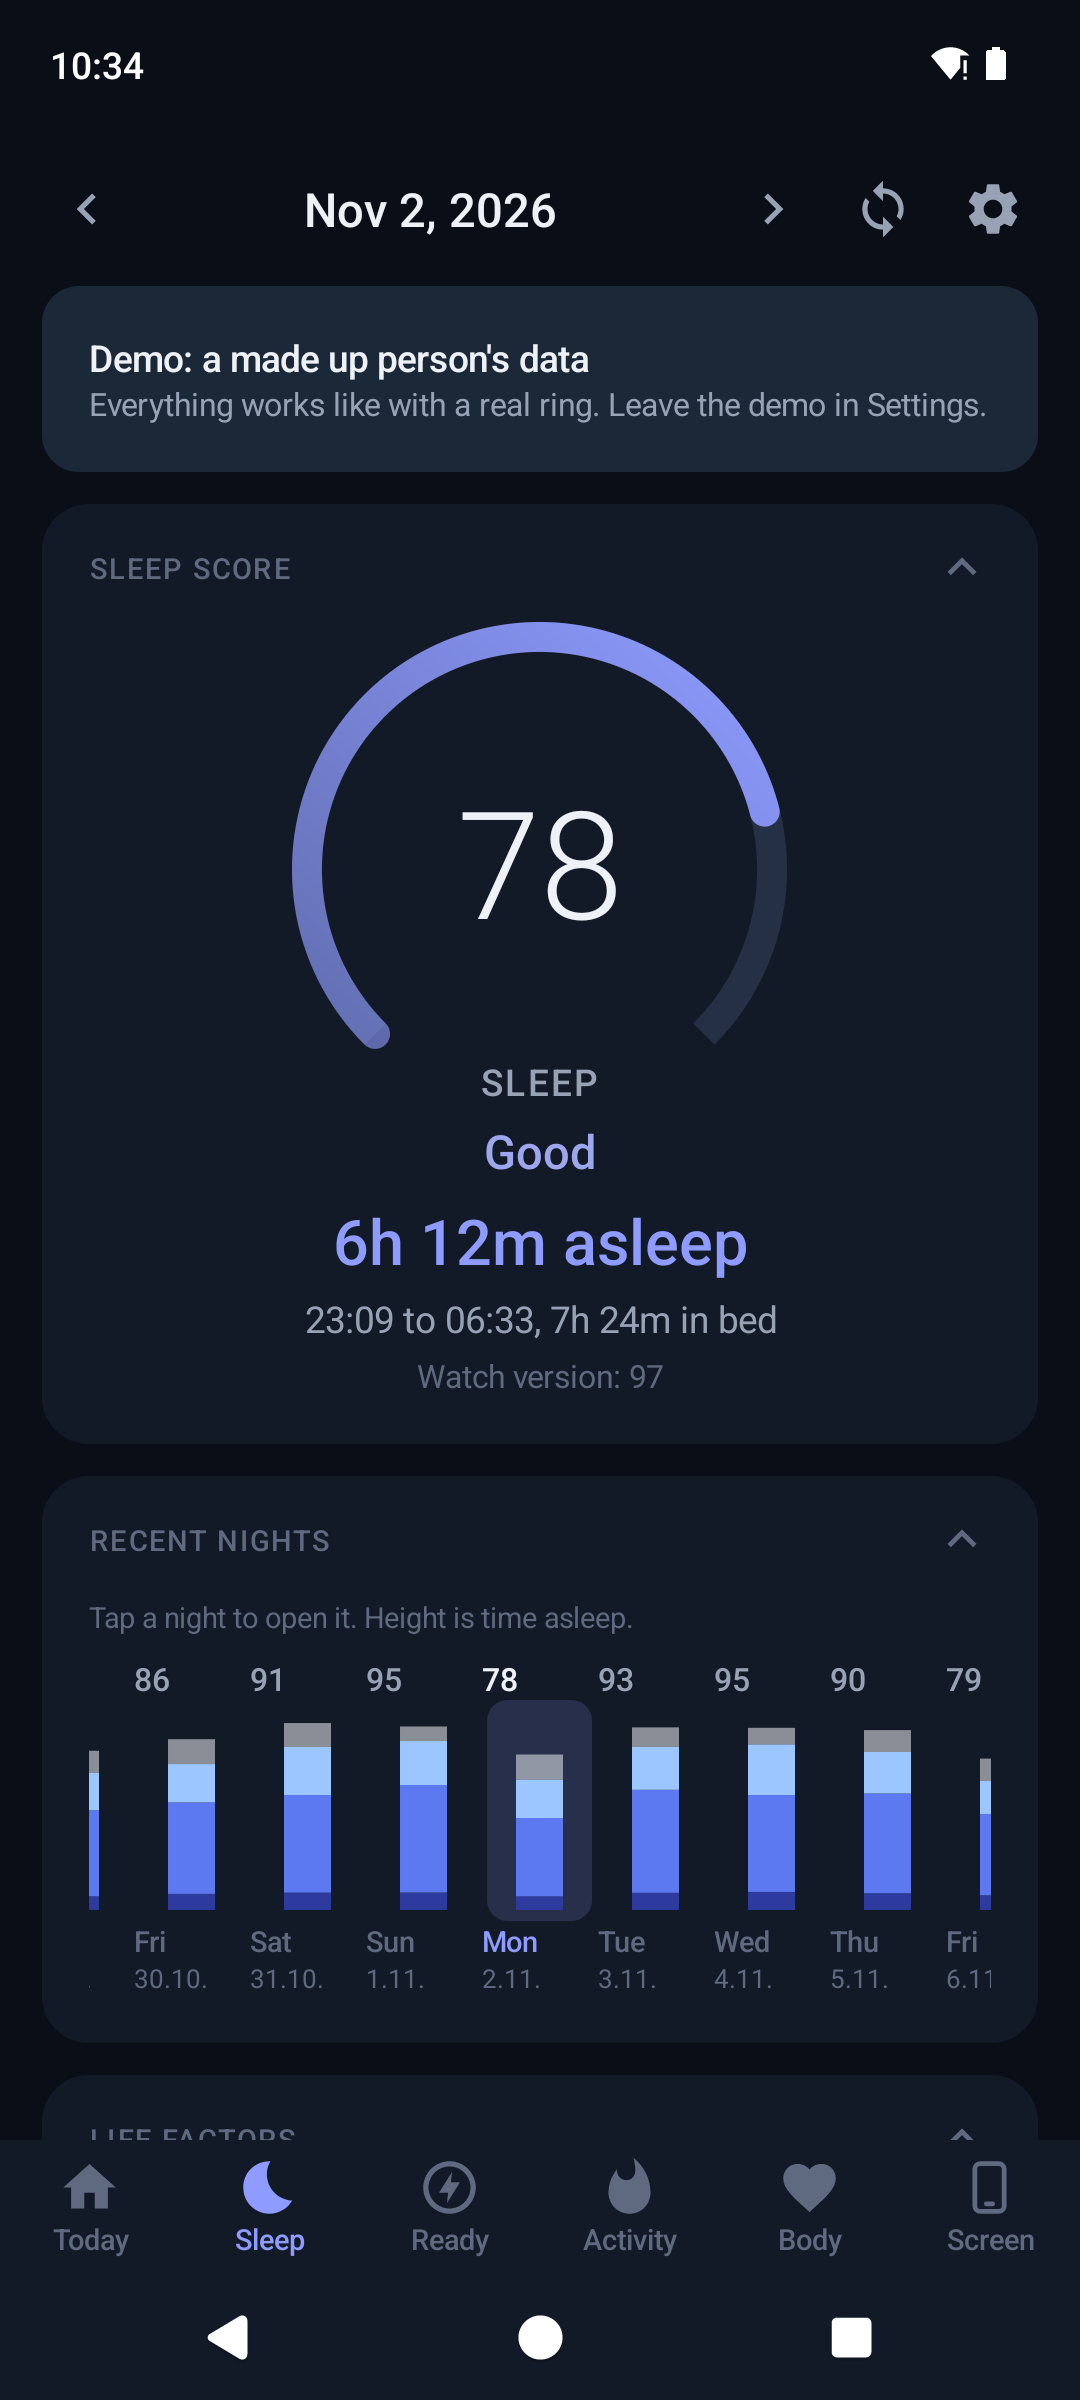 10:34
Nov 2, 2026
Demo: a made up person's data
Everything works like with a real ring. Leave the demo in Settings.
SLEEP SCORE
78
SLEEP
Good
6h 12m asleep
23:09 to 06:33, 7h 24m in bed
Watch version: 97
RECENT NIGHTS
Tap a night to open it. Height is time asleep.
86 91 95 78 93 95 90 79
Fri Sat Sun Mon Tue Wed Thu Fri
30.10. 31.10. 1.11. 2.11. 3.11. 4.11. 5.11. 6.11
LIFE FACTORS
Today Sleep Ready Activity Body Screen